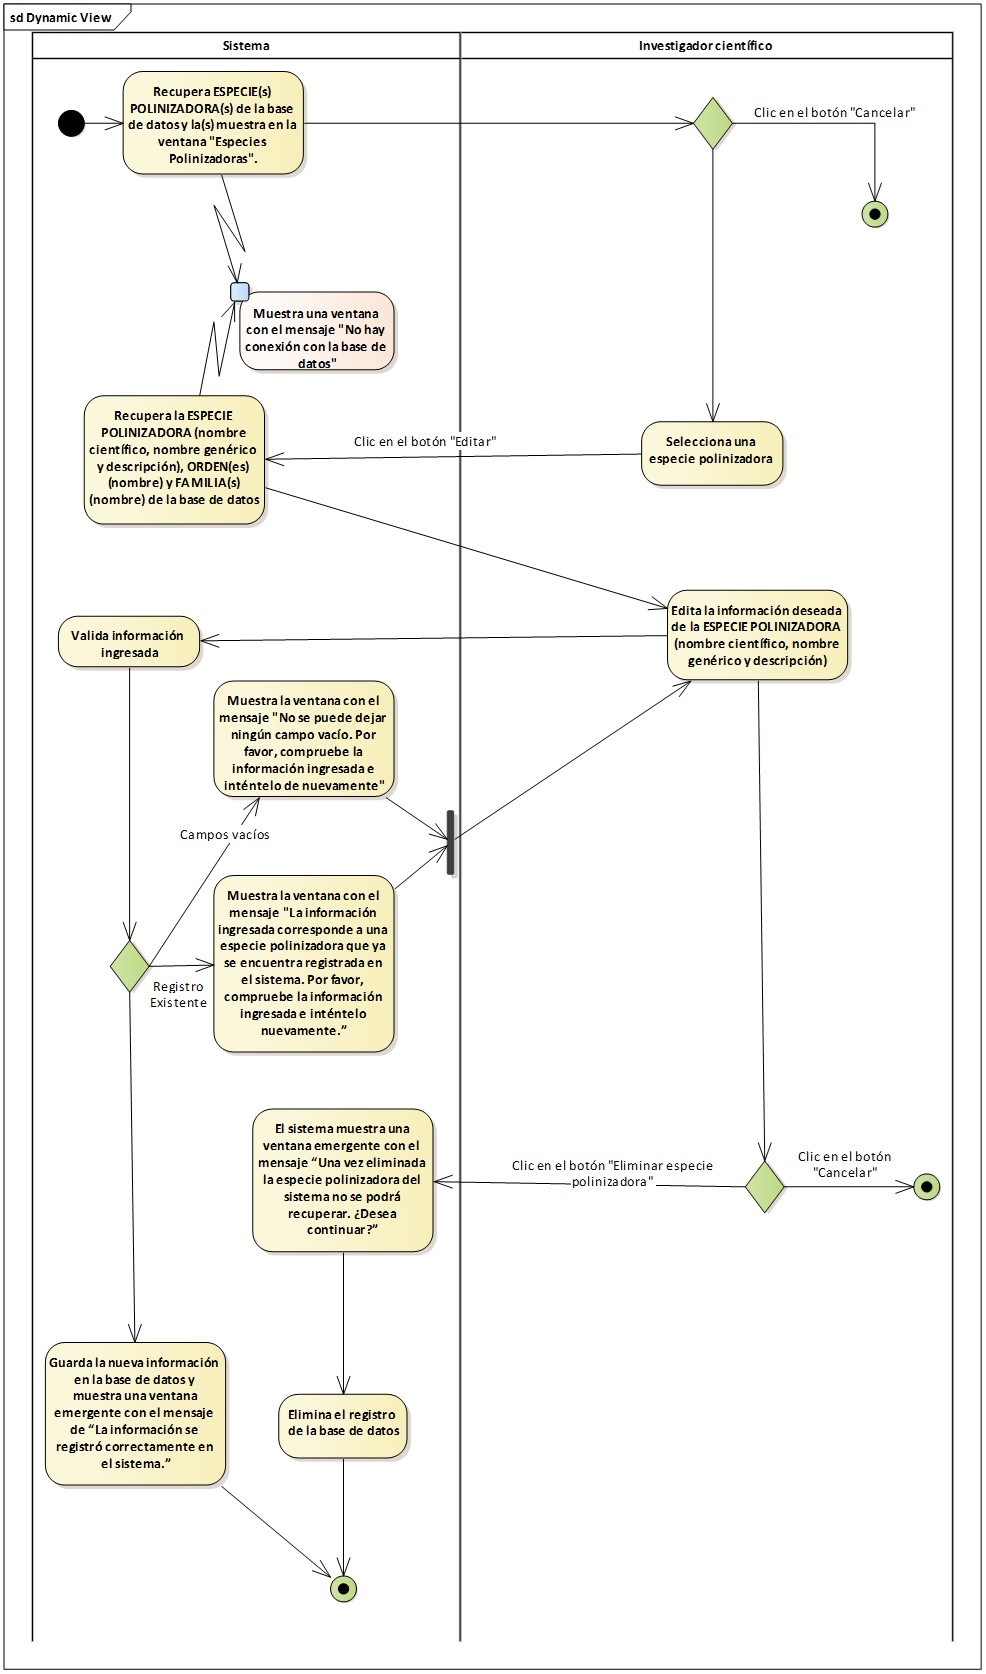 sd Dynamic View
Sistema
Investigador científico
Recupera ESPECIE(s)
POLINIZADORA(s) de la base
de datos y la(s) muestra en la
ventana "Especies
Polinizadoras".
Clic en el botón "Cancelar"
Muestra una ventana
con el mensaje "No hay
conexión con la base de
datos"
Recupera la ESPECIE
POLINIZADORA (nombre
científico, nombre genérico
y descripción), ORDEN(es)
(nombre) y FAMILIA(s)
(nombre) de la base de datos
Clic en el botón "Editar"
Selecciona una
especie polinizadora
Edita la información deseada
de la ESPECIE POLINIZADORA
(nombre científico, nombre
genérico y descripción)
Valida información
ingresada
Muestra la ventana con el
mensaje "No se puede dejar
ningún campo vacío. Por
favor, compruebe la
información ingresada e
inténtelo de nuevamente"
Campos vacíos
Muestra la ventana con el
mensaje "La información
ingresada corresponde a una
especie polinizadora que ya
se encuentra registrada en
el sistema. Por favor,
compruebe la información
ingresada e inténtelo
nuevamente.”
Registro
Existente
El sistema muestra una
ventana emergente con el
mensaje “Una vez eliminada
la especie polinizadora del
sistema no se podrá
recuperar. ¿Desea
continuar?”
Clic en el botón "Eliminar especie
polinizadora"
Clic en el botón
"Cancelar"
Guarda la nueva información
en la base de datos y
muestra una ventana
emergente con el mensaje
de “La información se
registró correctamente en
el sistema.”
Elimina el registro
de la base de datos